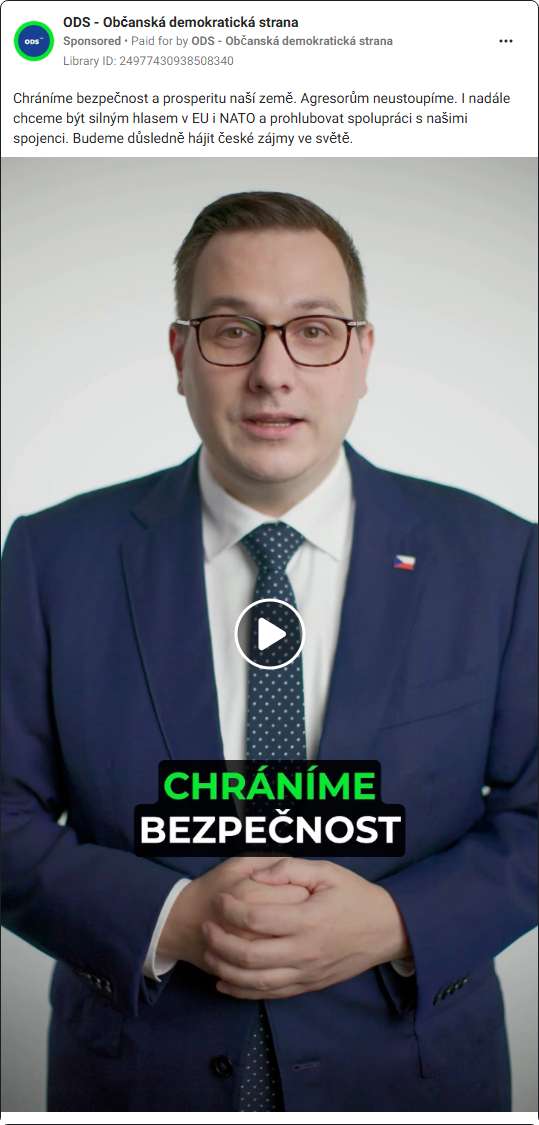 ODS - Občanská demokratická strana
Sponsored • Paid for by ODS - Občanská demokratická strana
Library ID: 24977430938508340
Chráníme bezpečnost a prosperitu naší země. Agresorům neustoupíme. I nadále
chceme být silným hlasem v EU i NATO a prohlubovat spolupráci s našimi
spojenci. Budeme důsledně hájit české zájmy ve světě.
CHRÁNÍME
BEZPEČNOST